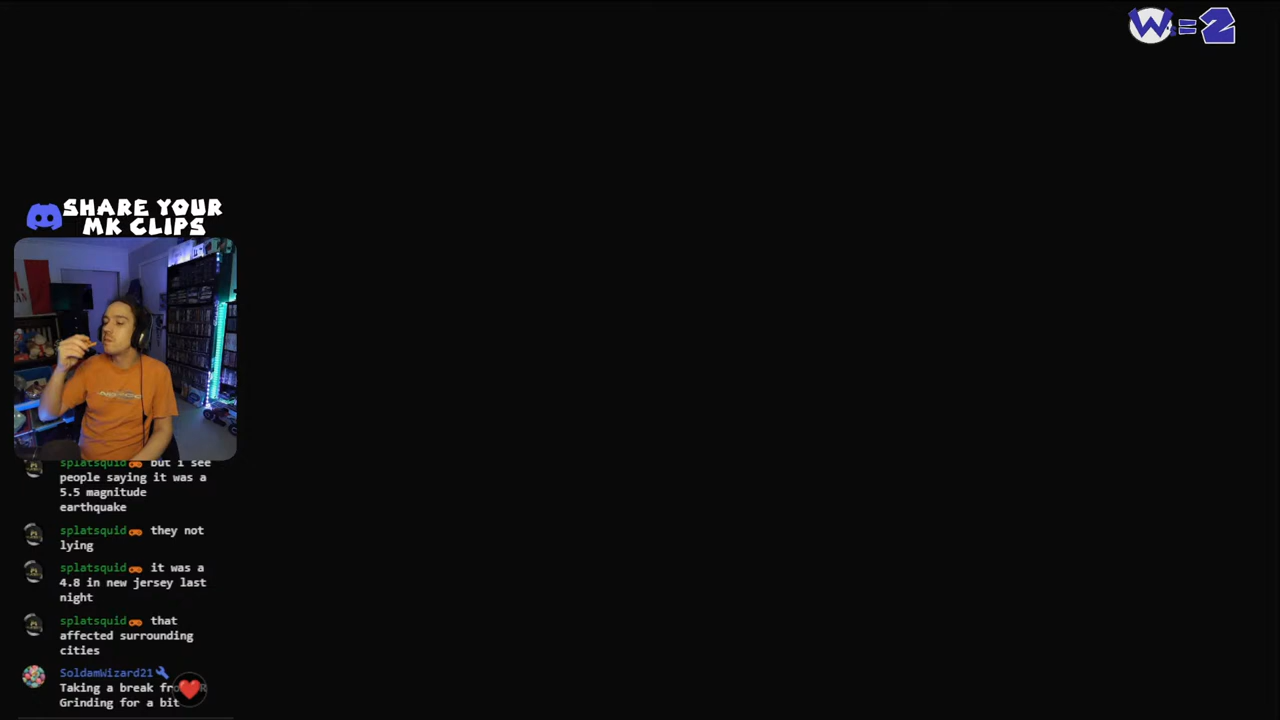 W=2
SHARE YOUR
MK CLIPS
splatsquid but i see
people saying it was a
5.5 magnitude
earthquake
splatsquid they not
lying
splatsquid it was a
4.8 in new jersey last
night
splatsquid that
affected surrounding
cities
SoldamWizard21
Taking a break
Grinding for a bit